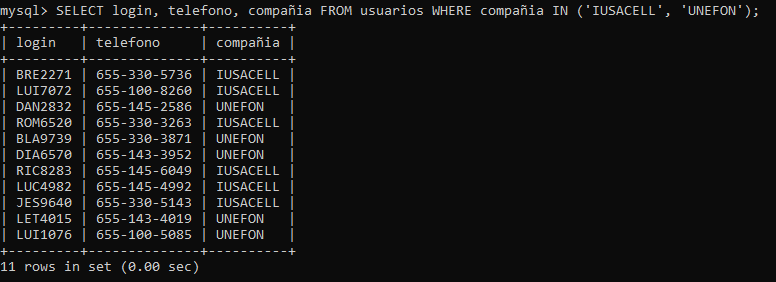 mysql> SELECT login, telefono, compañia FROM usuarios WHERE compañia IN ('IUSACELL', 'UNEFON');
+---------+--------------+----------+
| login   | telefono     | compañia |
+---------+--------------+----------+
| BRE2271 | 655-330-5736 | IUSACELL |
| LUI7072 | 655-100-8260 | IUSACELL |
| DAN2832 | 655-145-2586 | UNEFON   |
| ROM6520 | 655-330-3263 | IUSACELL |
| BLA9739 | 655-330-3871 | UNEFON   |
| DIA6570 | 655-143-3952 | UNEFON   |
| RIC8283 | 655-145-6049 | IUSACELL |
| LUC4982 | 655-145-4992 | IUSACELL |
| JES9640 | 655-330-5143 | IUSACELL |
| LET4015 | 655-143-4019 | UNEFON   |
| LUI1076 | 655-100-5085 | UNEFON   |
+---------+--------------+----------+
11 rows in set (0.00 sec)